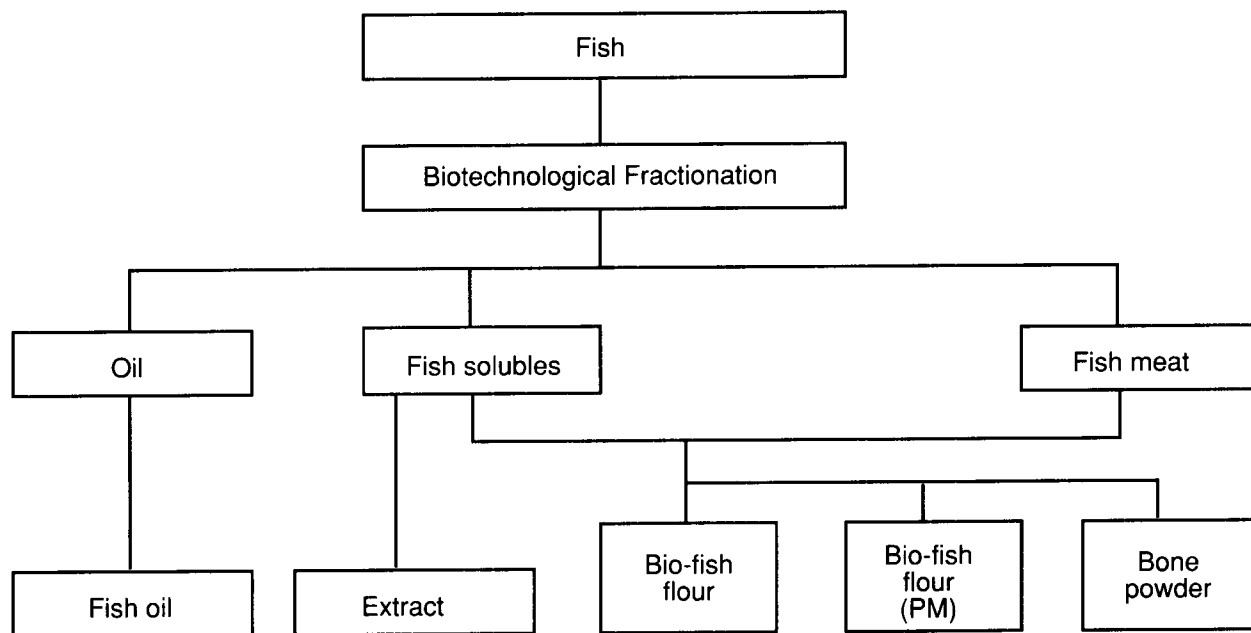 Fish
Biotechnological Fractionation
Oil
Fish solubles
Fish meat
Fish oil
Extract
Bio-fish
flour
Bio-fish
flour
(PM)
Bone
powder